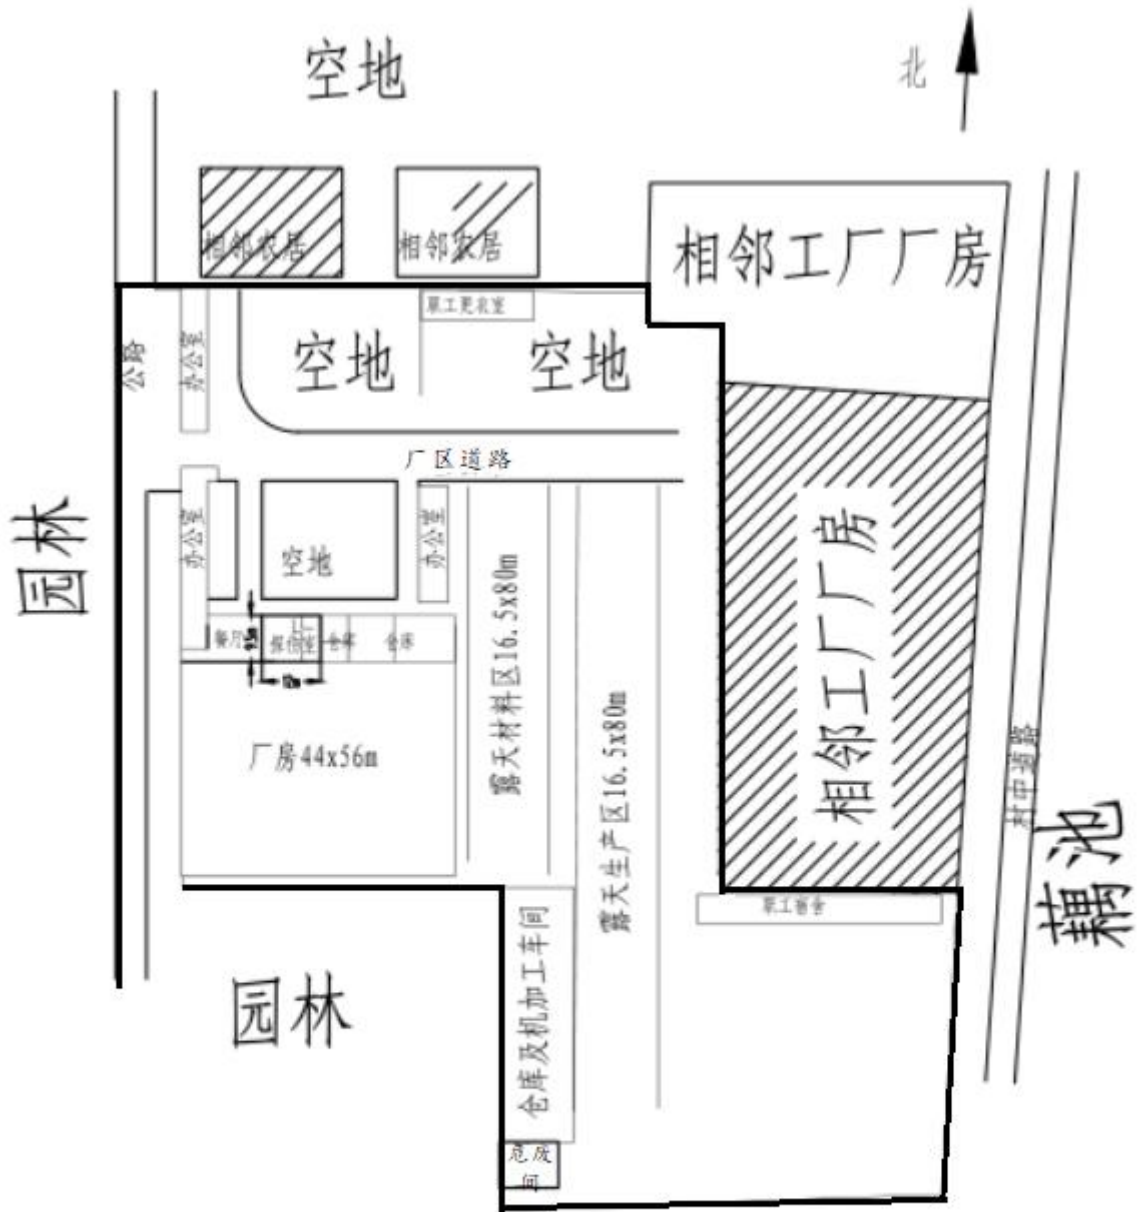 空地
北
相邻农居
相邻农居
相邻工厂厂房
职工更衣室
公路
办公室
空地
空地
厂区道路
园林
办公室
空地
办公室
露天材料区16.5x80m
露天生产区16.5x80m
相邻工厂厂房
餐厅
探伤室
仓库
仓库
厂房44x56m
村中道路
藕池
职工宿舍
园林
仓库及机加工车间
危废
间